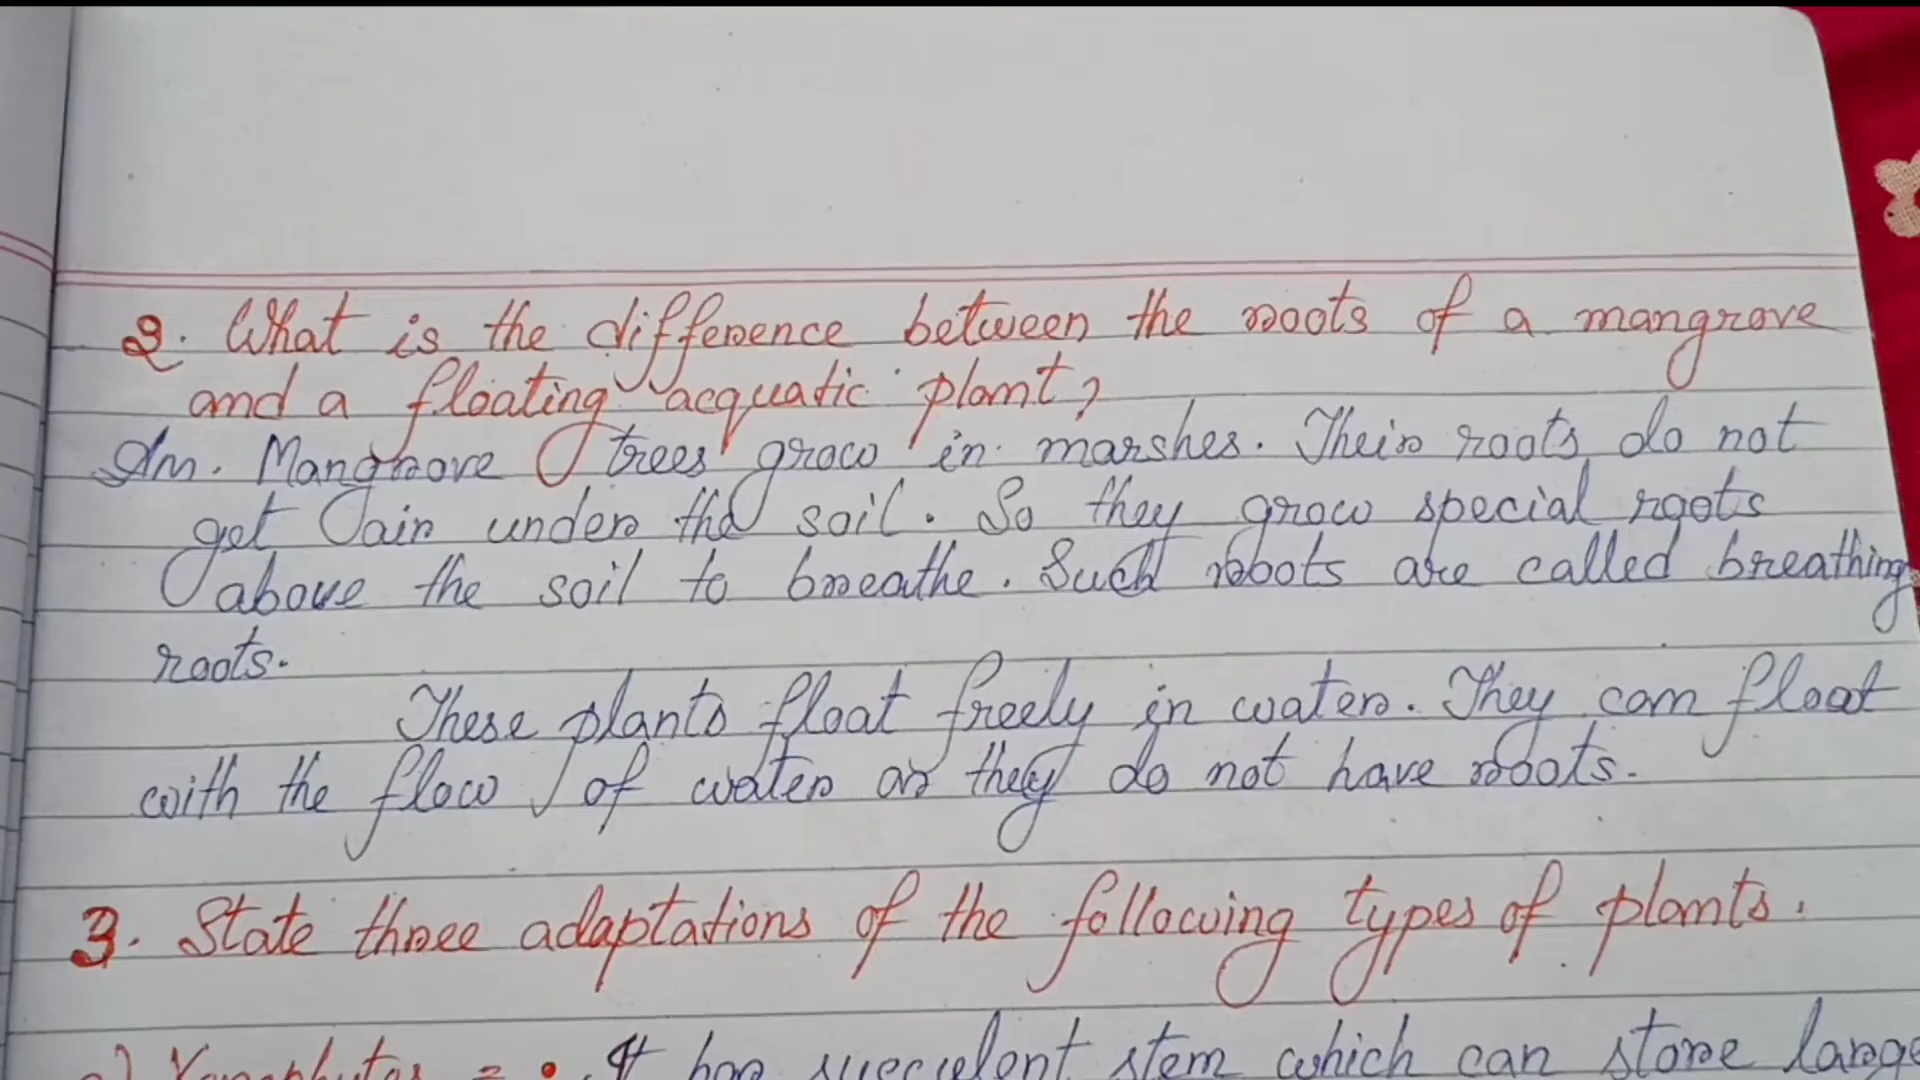 2. What is the difference between the roots of a mangrove
and a floating acquatic plant?
Ans. Mangrove trees grow in marshes. Their roots do not
get air under the soil. So they grow special roots
above the soil to breathe. Such roots are called breathing
roots.
These plants float freely in water. They can float
with the flow of water as they do not have roots.
3. State three adaptations of the following types of plants.
a) Xerophytes = • It has succulent stem which can store large